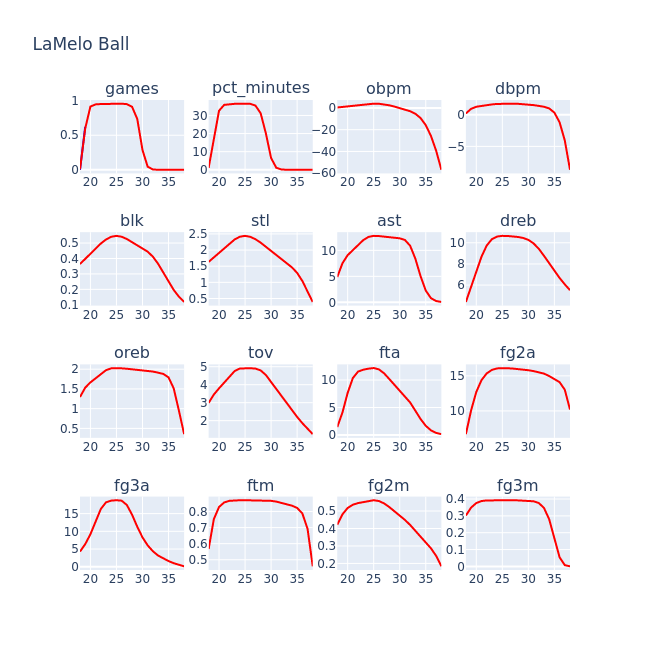 LaMelo Ball
games pct_minutes obpm dbpm
1 0.5 0 20 25 30 35
30 20 10 0 20 25 30 35
0 −20 −40 −60 20 25 30 35
0 −5 20 25 30 35
blk stl ast dreb
0.5 0.4 0.3 0.2 0.1 20 25 30 35
2.5 2 1.5 1 0.5 20 25 30 35
10 5 0 20 25 30 35
10 8 6 20 25 30 35
oreb tov fta fg2a
2 1.5 1 0.5 20 25 30 35
5 4 3 2 20 25 30 35
10 5 0 20 25 30 35
15 10 20 25 30 35
fg3a ftm fg2m fg3m
15 10 5 0 20 25 30 35
0.8 0.7 0.6 0.5 20 25 30 35
0.5 0.4 0.3 0.2 20 25 30 35
0.4 0.3 0.2 0.1 0 20 25 30 35